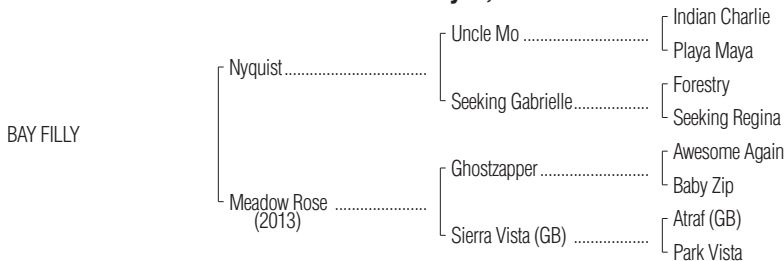 Indian Charlie
Uncle Mo ................................
Playa Maya
Nyquist ....................................
Forestry
Seeking Gabrielle ...................
Seeking Regina
BAY FILLY
Awesome Again
Ghostzapper ...........................
Baby Zip
Meadow Rose .......................
(2013)
Atraf (GB)
Sierra Vista (GB) ...................
Park Vista